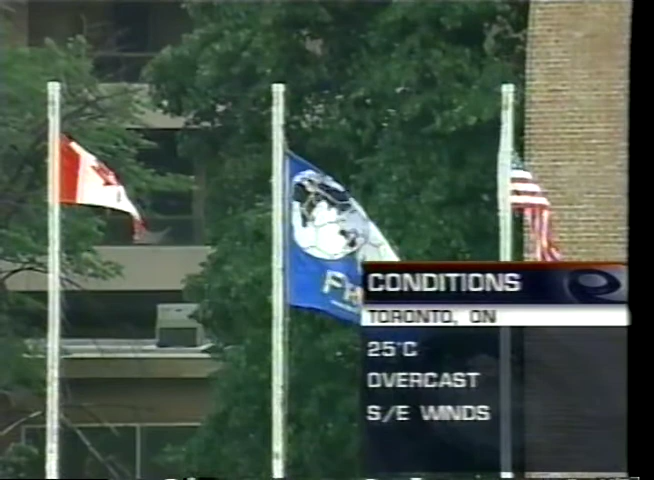 CONDITIONS
TORONTO, ON
25°C
OVERCAST
S/E WINDS